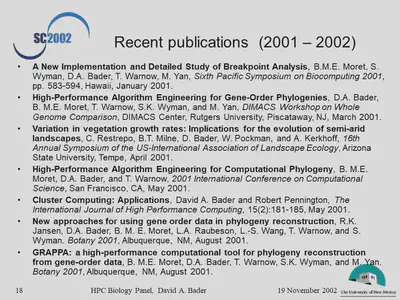 SC2002
Recent publications (2001 – 2002)
• A New Implementation and Detailed Study of Breakpoint Analysis, B.M.E. Moret, S.
Wyman, D.A. Bader, T. Warnow, M. Yan, Sixth Pacific Symposium on Biocomputing 2001,
pp. 583-594, Hawaii, January 2001.
• High-Performance Algorithm Engineering for Gene-Order Phylogenies, D.A. Bader,
B. M.E. Moret, T. Warnow, S.K. Wyman, and M. Yan, DIMACS Workshop on Whole
Genome Comparison, DIMACS Center, Rutgers University, Piscataway, NJ, March 2001.
• Variation in vegetation growth rates: Implications for the evolution of semi-arid
landscapes, C. Restrepo, B.T. Milne, D. Bader, W. Pockman, and A. Kerkhoff, 16th
Annual Symposium of the US-International Association of Landscape Ecology, Arizona
State University, Tempe, April 2001.
• High-Performance Algorithm Engineering for Computational Phylogeny, B. M.E.
Moret, D.A. Bader, and T. Warnow, 2001 International Conference on Computational
Science, San Francisco, CA, May 2001.
• Cluster Computing: Applications, David A. Bader and Robert Pennington, The
International Journal of High Performance Computing, 15(2):181-185, May 2001.
• New approaches for using gene order data in phylogeny reconstruction, R.K.
Jansen, D.A. Bader, B. M.E. Moret, L.A. Raubeson, L.-S. Wang, T. Warnow, and S.
Wyman. Botany 2001, Albuquerque, NM, August 2001.
• GRAPPA: a high-performance computational tool for phylogeny reconstruction
from gene-order data, B. M.E. Moret, D.A. Bader, T. Warnow, S.K. Wyman, and M. Yan.
Botany 2001, Albuquerque, NM, August 2001.
18 HPC Biology Panel, David A. Bader 19 November 2002
The University of New Mexico